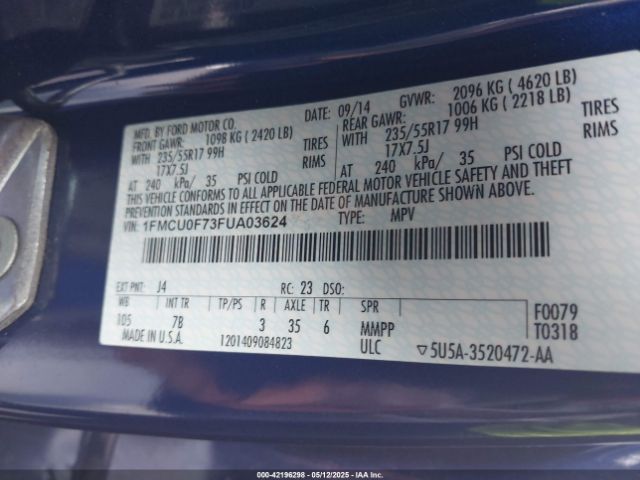 MFD. BY FORD MOTOR CO.
DATE: 09/14 GVWR: 2096 KG ( 4620 LB)
FRONT GAWR: 1098 KG ( 2420 LB) REAR GAWR: 1006 KG ( 2218 LB)
WITH 235/55R17 99H TIRES WITH 235/55R17 99H TIRES
17X7.5J RIMS 17X7.5J RIMS
AT 240 kPa/ 35 PSI COLD AT 240 kPa/ 35 PSI COLD
THIS VEHICLE CONFORMS TO ALL APPLICABLE FEDERAL MOTOR VEHICLE SAFETY AND THEFT
PREVENTION STANDARDS IN EFFECT ON THE DATE OF MANUFACTURE SHOWN ABOVE.
VIN: 1FMCU0F73FUA03624 TYPE: MPV
EXT PNT: J4 RC: 23 DSO:
WB INT TR TP/PS R AXLE TR SPR F0079
105 7B 3 35 6 MMPP T0318
MADE IN U.S.A. 1201409084823 ULC ▽5U5A-3520472-AA
000-42196298 - 05/12/2025 - IAA Inc.